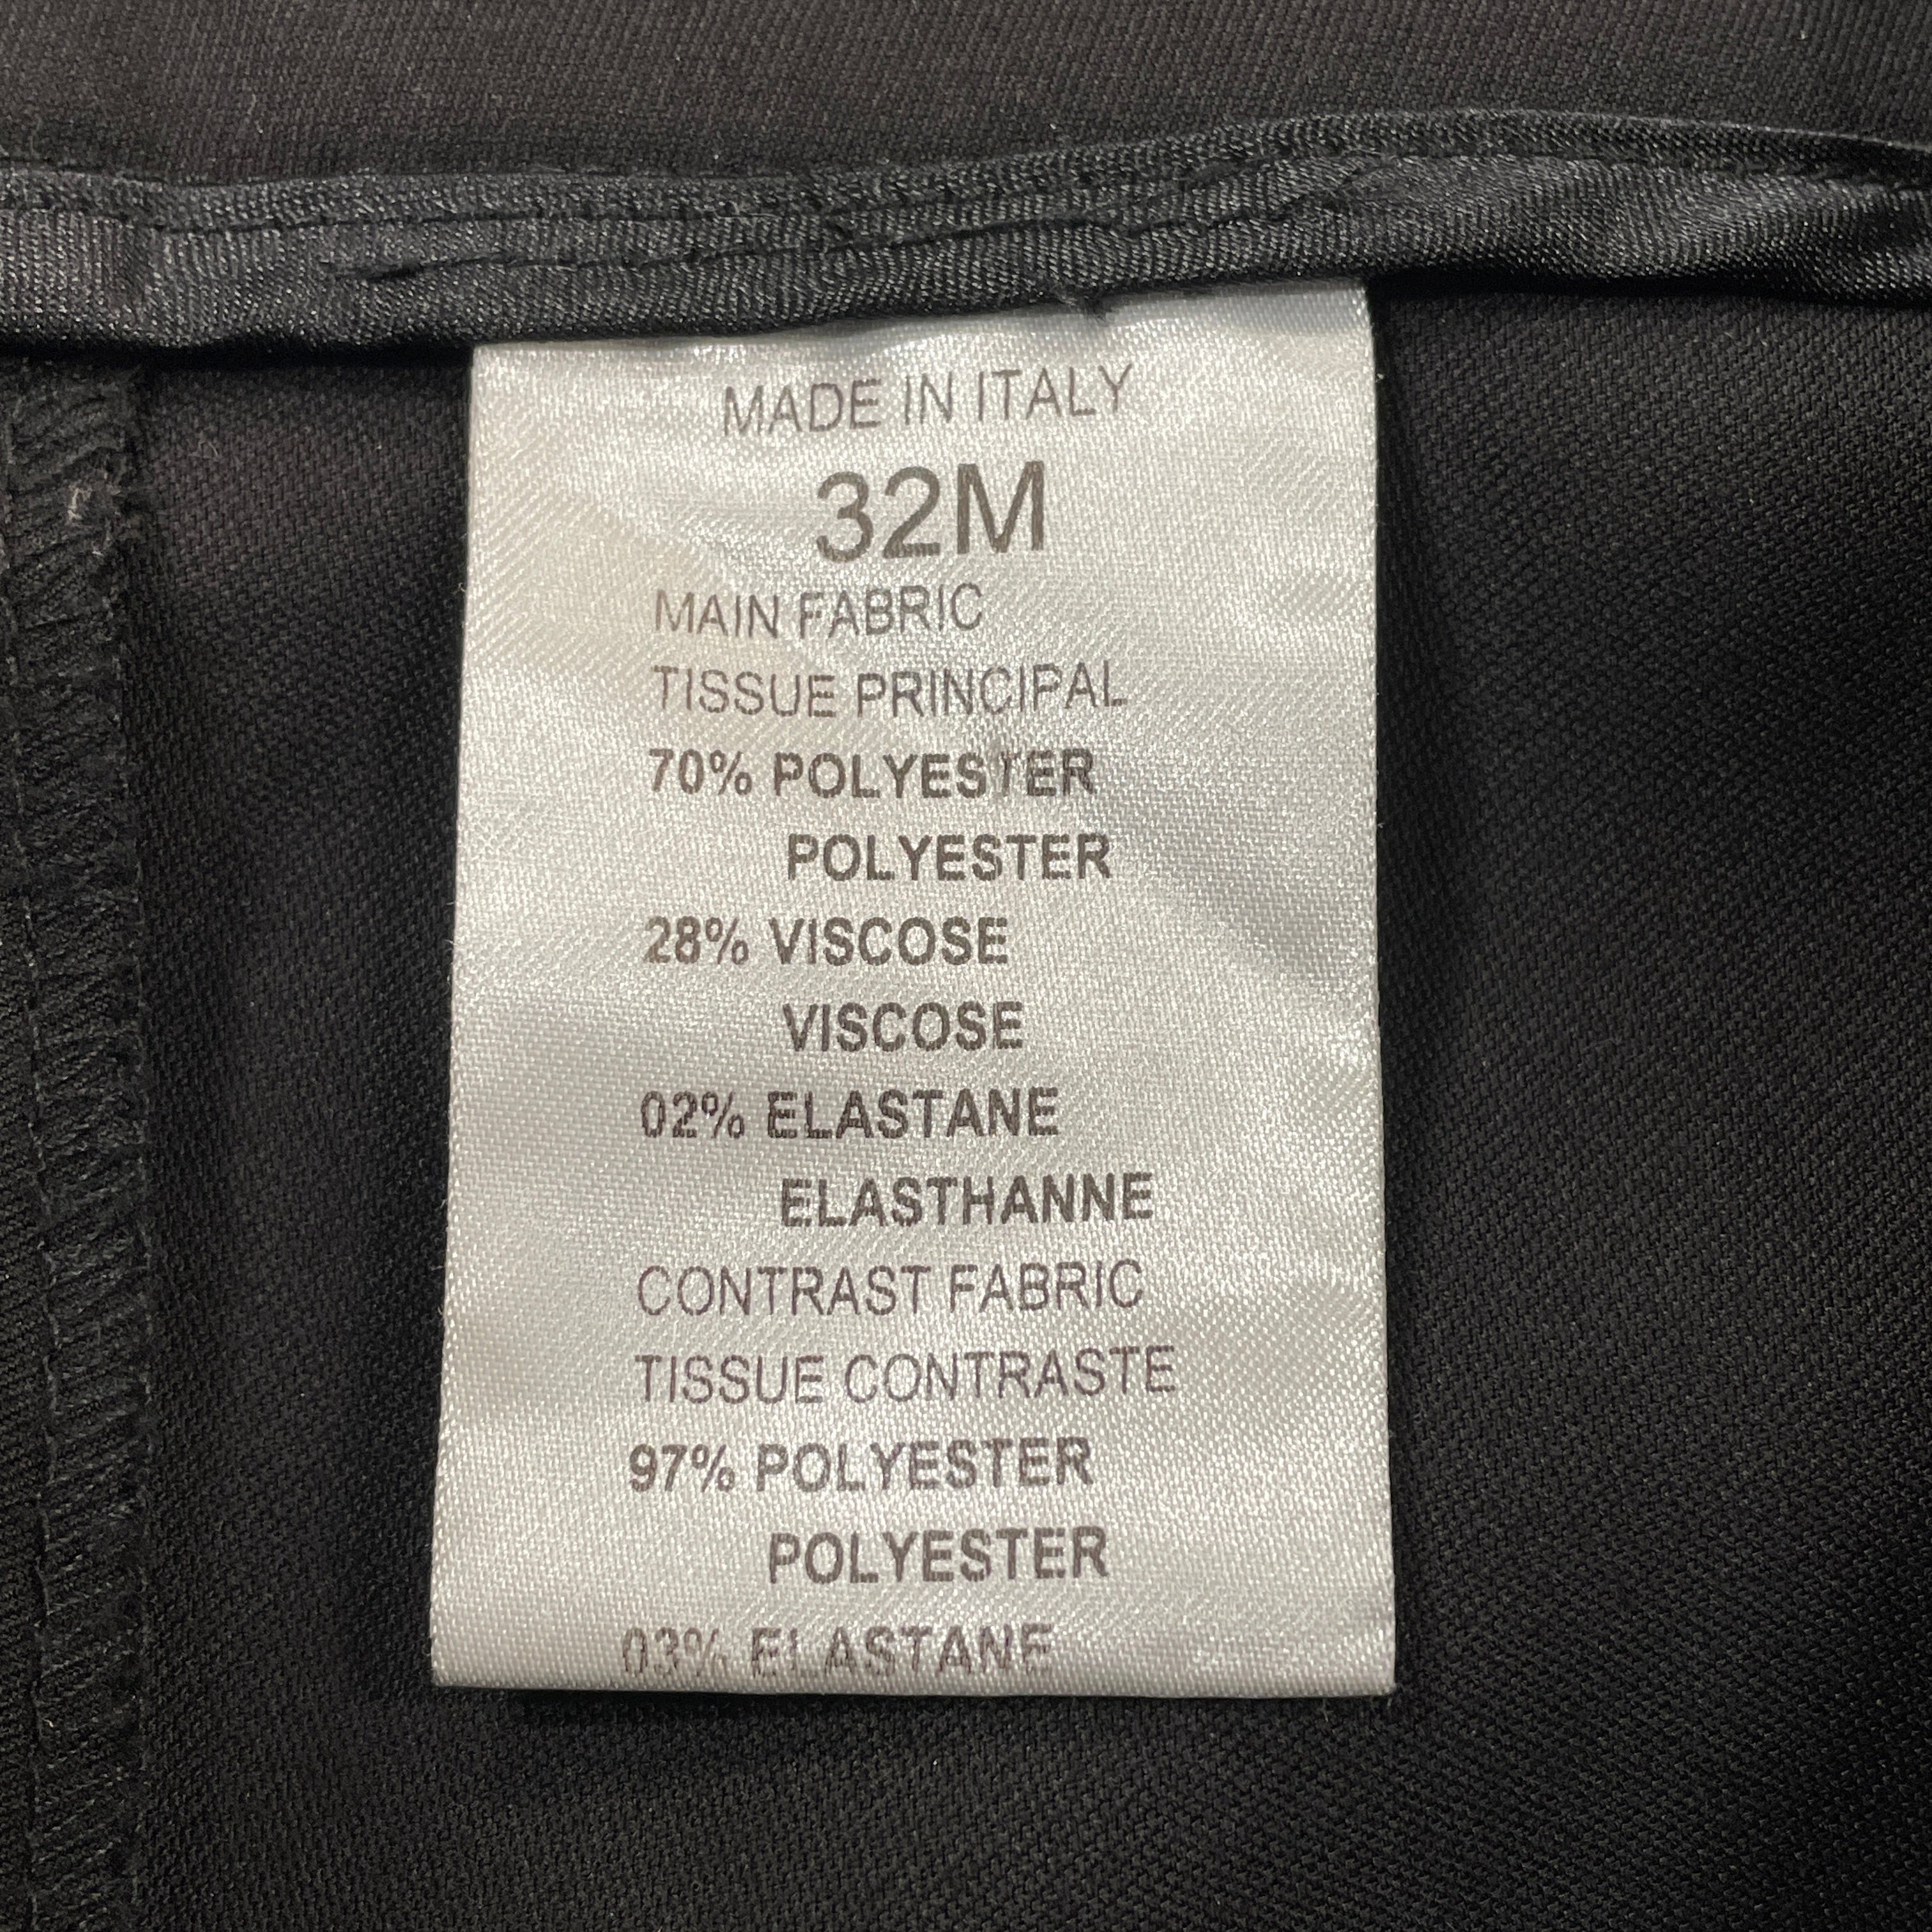 MADE IN ITALY
32M
MAIN FABRIC
TISSUE PRINCIPAL
70% POLYESTER
POLYESTER
28% VISCOSE
VISCOSE
02% ELASTANE
ELASTHANNE
CONTRAST FABRIC
TISSUE CONTRASTE
97% POLYESTER
POLYESTER
03% ELASTANE